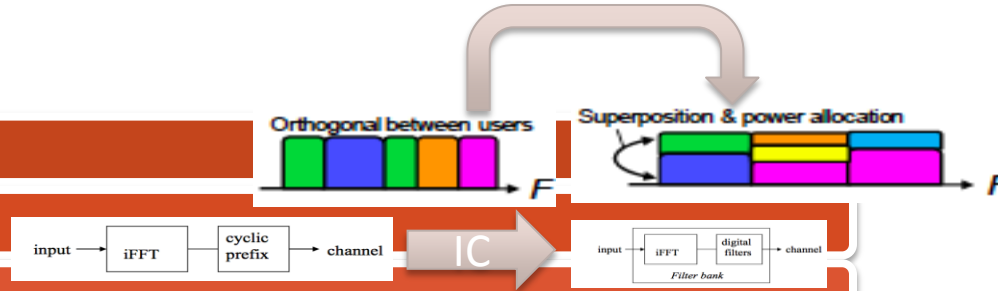 Orthogonal between users
F
Superposition & power allocation
F
input
iFFT
cyclic
prefix
channel
IC
input
iFFT
digital
filters
channel
Filter bank